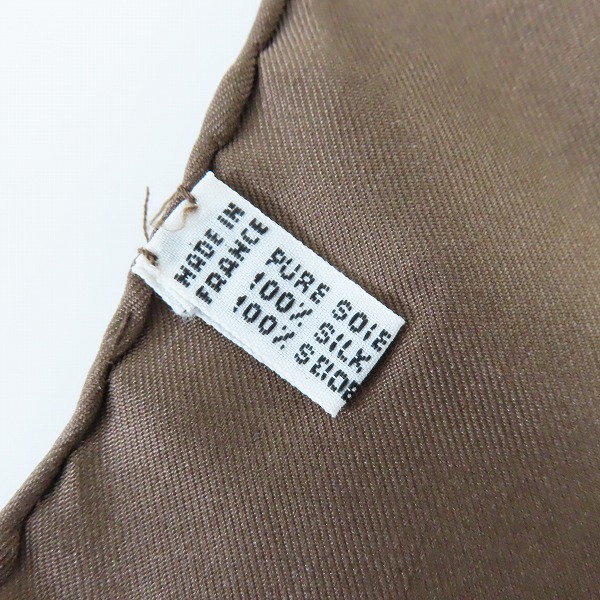 MADE IN
FRANCE
PURE SOIE
100% SILK
100% SEIDE